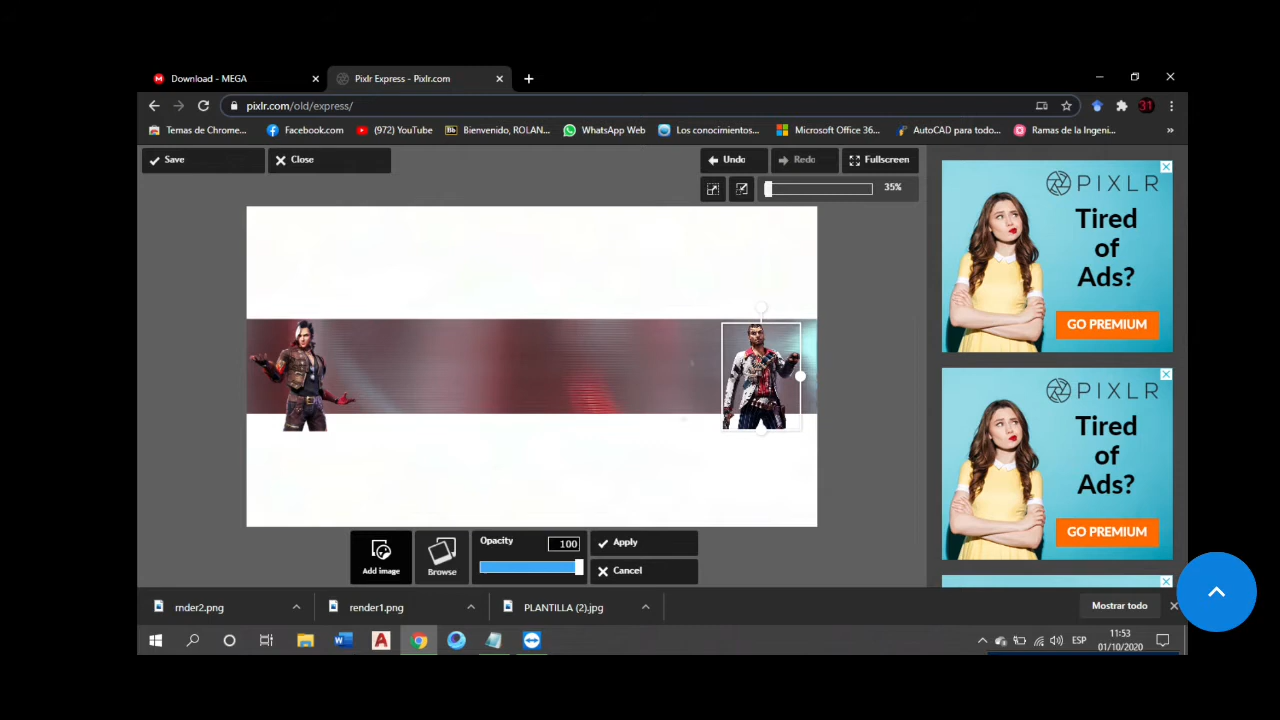 Download - MEGA
Pixlr Express - Pixlr.com
pixlr.com/old/express/
31
Temas de Chrome...
Facebook.com
(972) YouTube
Bb
Bienvenido, ROLAN...
WhatsApp Web
Los conocimientos...
Microsoft Office 36...
AutoCAD para todo...
Ramas de la Ingeni...
»
Save
Close
Undo
Redo
Fullscreen
35%
PIXLR
Tired
of
Ads?
GO PREMIUM
PIXLR
Tired
of
Ads?
GO PREMIUM
Add image
Browse
Opacity
100
Apply
Cancel
rnder2.png
render1.png
PLANTILLA (2).jpg
Mostrar todo
ESP
11:53
01/10/2020